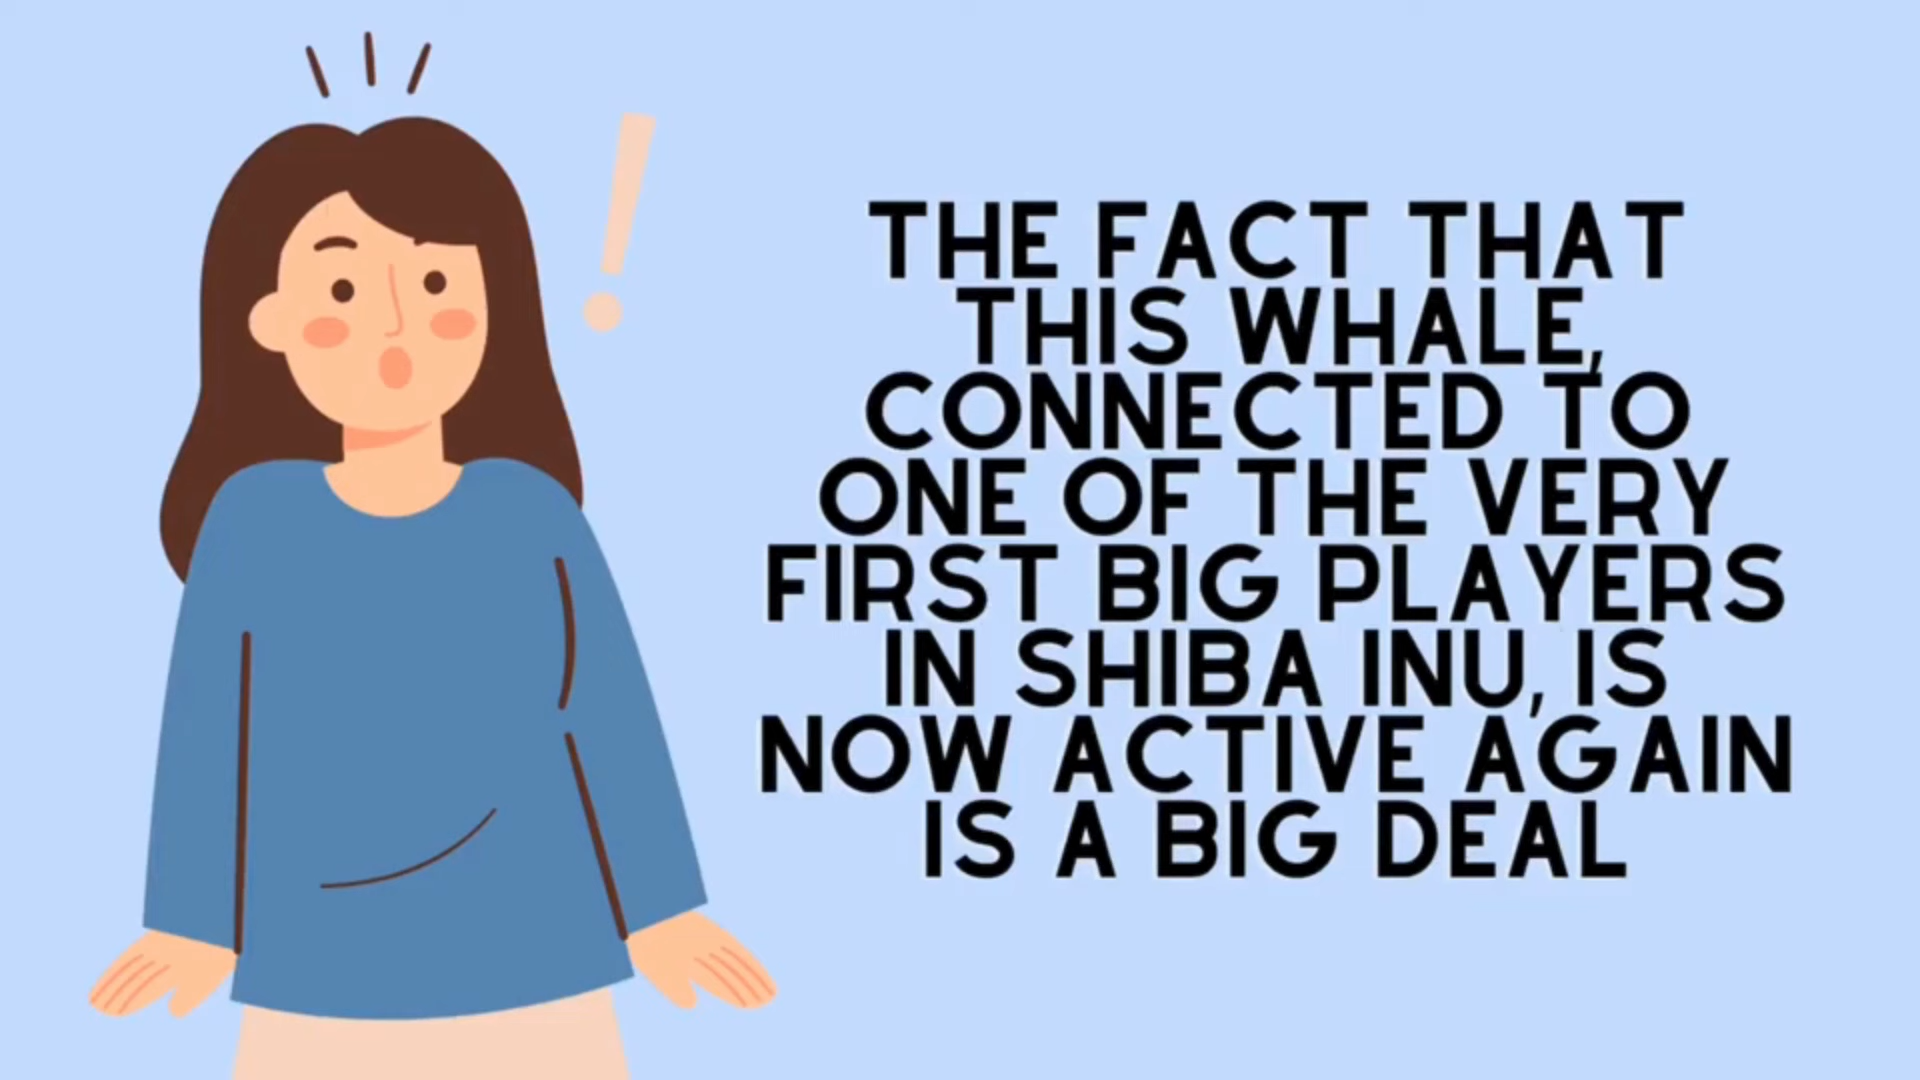 THE FACT THAT
THIS WHALE,
CONNECTED TO
ONE OF THE VERY
FIRST BIG PLAYERS
IN SHIBA INU, IS
NOW ACTIVE AGAIN
IS A BIG DEAL